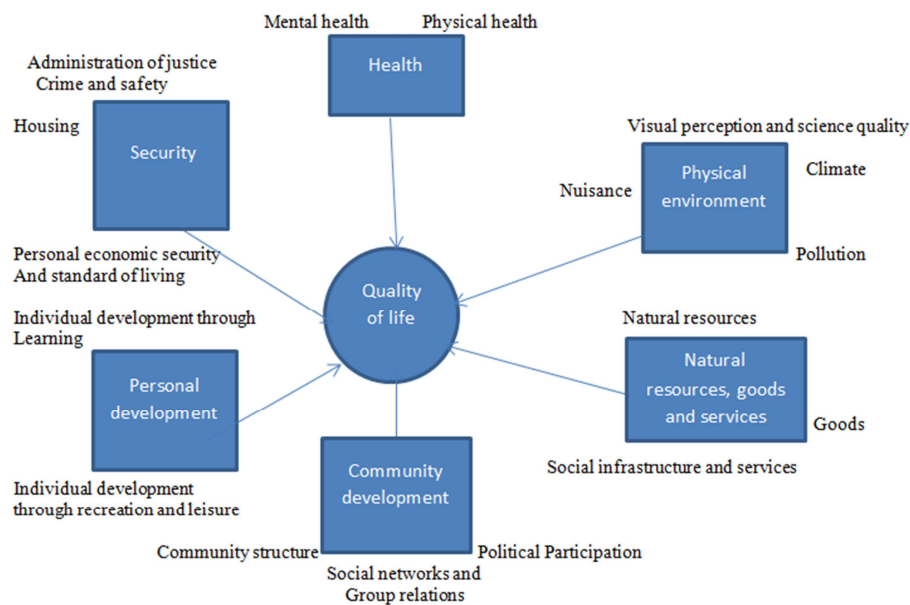 Mental health
Physical health
Health
Administration of justice
Crime and safety
Housing
Security
Personal economic security
And standard of living
Visual perception and science quality
Physical
environment
Climate
Nuisance
Pollution
Quality
of life
Individual development through
Learning
Personal
development
Individual development
through recreation and leisure
Natural resources
Natural
resources, goods
and services
Goods
Social infrastructure and services
Community
development
Community structure
Political Participation
Social networks and
Group relations